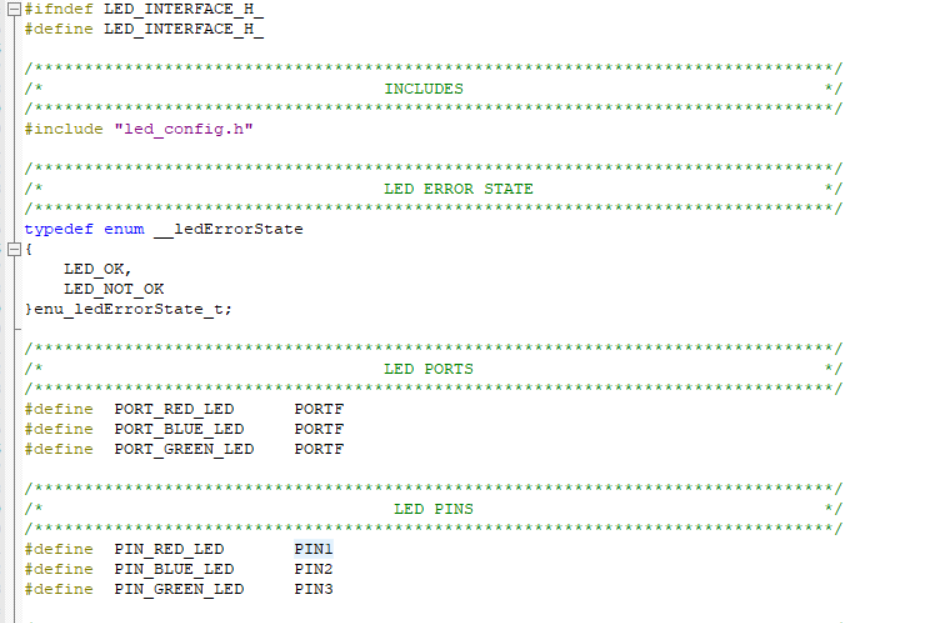 #ifndef LED_INTERFACE_H_
#define LED_INTERFACE_H_
/********************************************************************************/
/* INCLUDES */
/********************************************************************************/
#include "led_config.h"
/********************************************************************************/
/* LED ERROR STATE */
/********************************************************************************/
typedef enum __ledErrorState
{
LED_OK,
LED_NOT_OK
}enu_ledErrorState_t;
/********************************************************************************/
/* LED PORTS */
/********************************************************************************/
#define PORT_RED_LED PORTF
#define PORT_BLUE_LED PORTF
#define PORT_GREEN_LED PORTF
/********************************************************************************/
/* LED PINS */
/********************************************************************************/
#define PIN_RED_LED PIN1
#define PIN_BLUE_LED PIN2
#define PIN_GREEN_LED PIN3